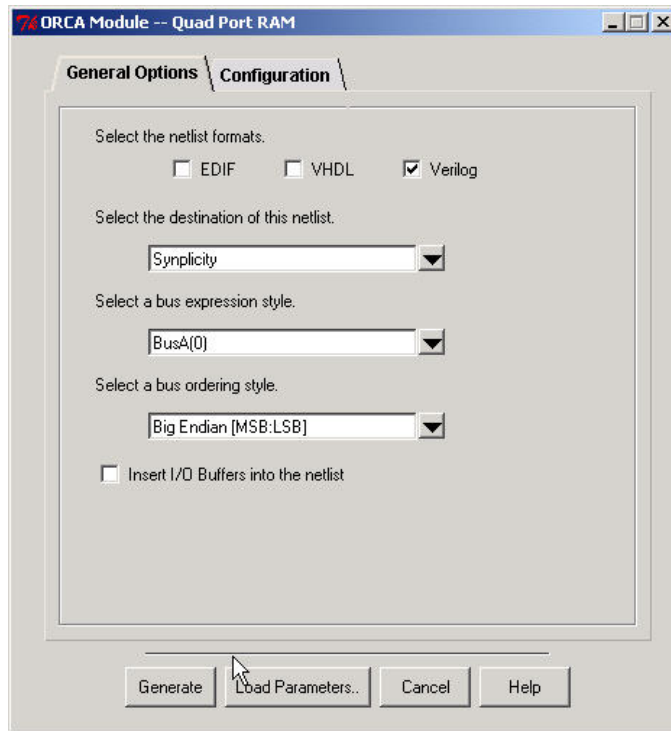 ORCA Module -- Quad Port RAM
General Options Configuration
Select the netlist formats.
EDIF VHDL Verilog
Select the destination of this netlist.
Synplicity
Select a bus expression style.
BusA(0)
Select a bus ordering style.
Big Endian [MSB:LSB]
Insert I/O Buffers into the netlist
Generate Load Parameters.. Cancel Help